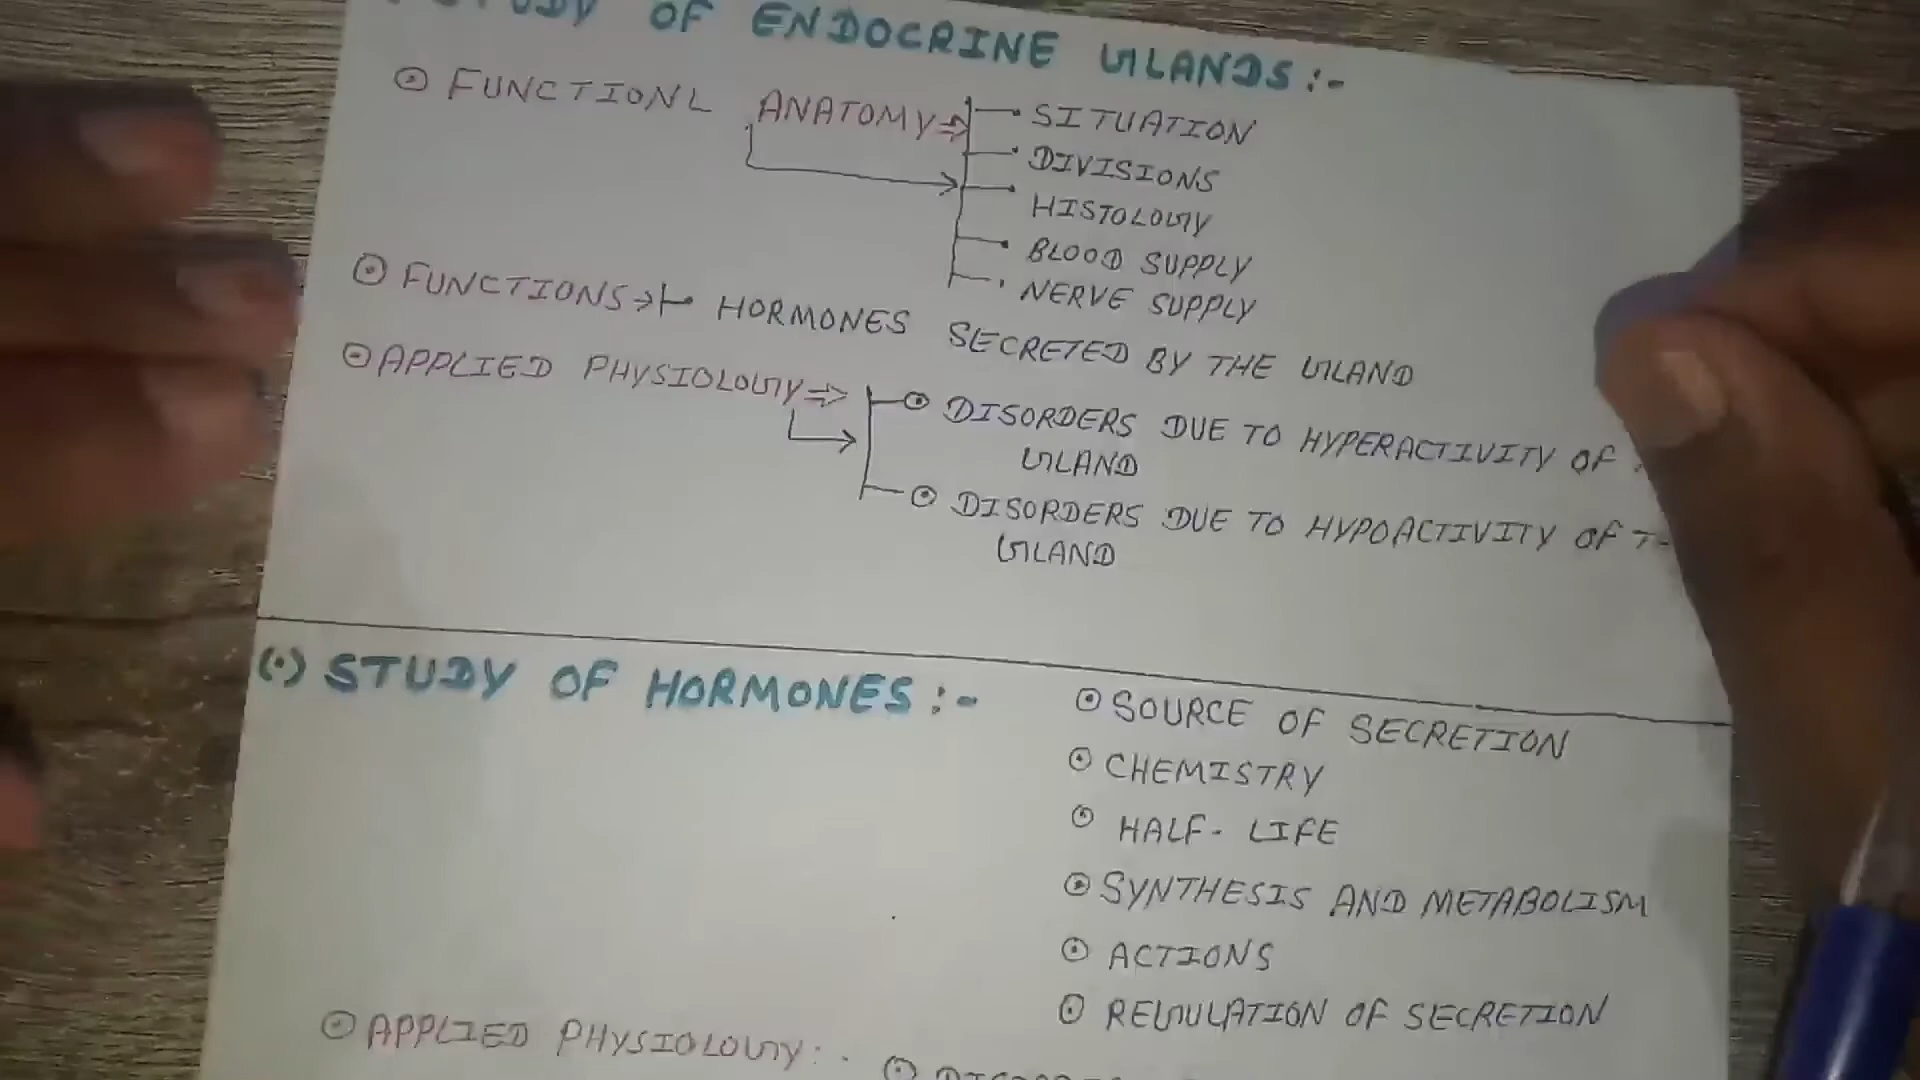 STUDY OF ENDOCRINE GLANDS :-
FUNCTIONL ANATOMY ⇒ SITUATION
DIVISIONS
HISTOLOGY
BLOOD SUPPLY
NERVE SUPPLY
FUNCTIONS → HORMONES SECRETED BY THE GLAND
APPLIED PHYSIOLOGY ⇒ DISORDERS DUE TO HYPERACTIVITY OF
GLAND
DISORDERS DUE TO HYPOACTIVITY OF
GLAND
(·) STUDY OF HORMONES :-
SOURCE OF SECRETION
CHEMISTRY
HALF-LIFE
SYNTHESIS AND METABOLISM
ACTIONS
REGULATION OF SECRETION
APPLIED PHYSIOLOGY:-